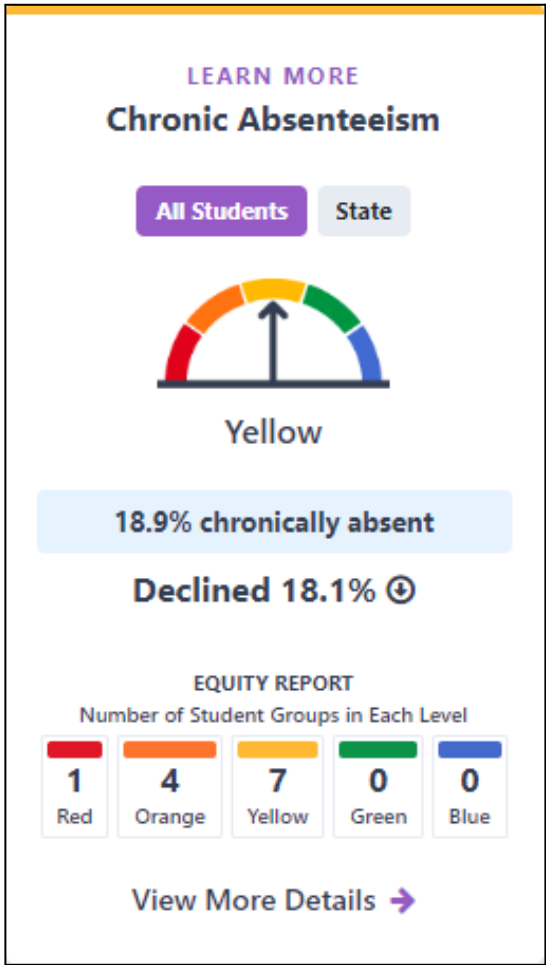 LEARN MORE
Chronic Absenteeism
All Students State
Yellow
18.9% chronically absent
Declined 18.1%
EQUITY REPORT
Number of Student Groups in Each Level
1 4 7 0 0
Red Orange Yellow Green Blue
View More Details